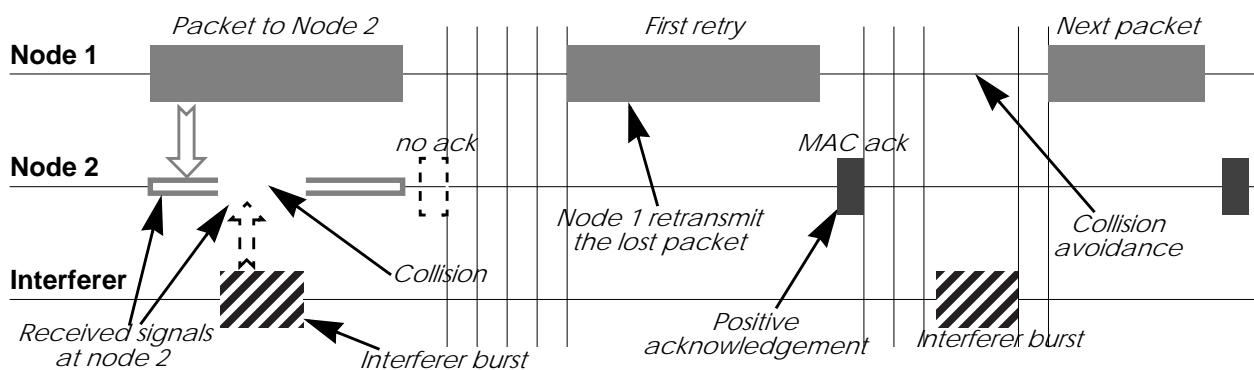 Packet to Node 2
First retry
Next packet
Node 1
no ack
MAC ack
Node 2
Node 1 retransmit
the lost packet
Collision
avoidance
Collision
Interferer
Received signals
at node 2
Interferer burst
Positive
acknowledgement
Interferer burst